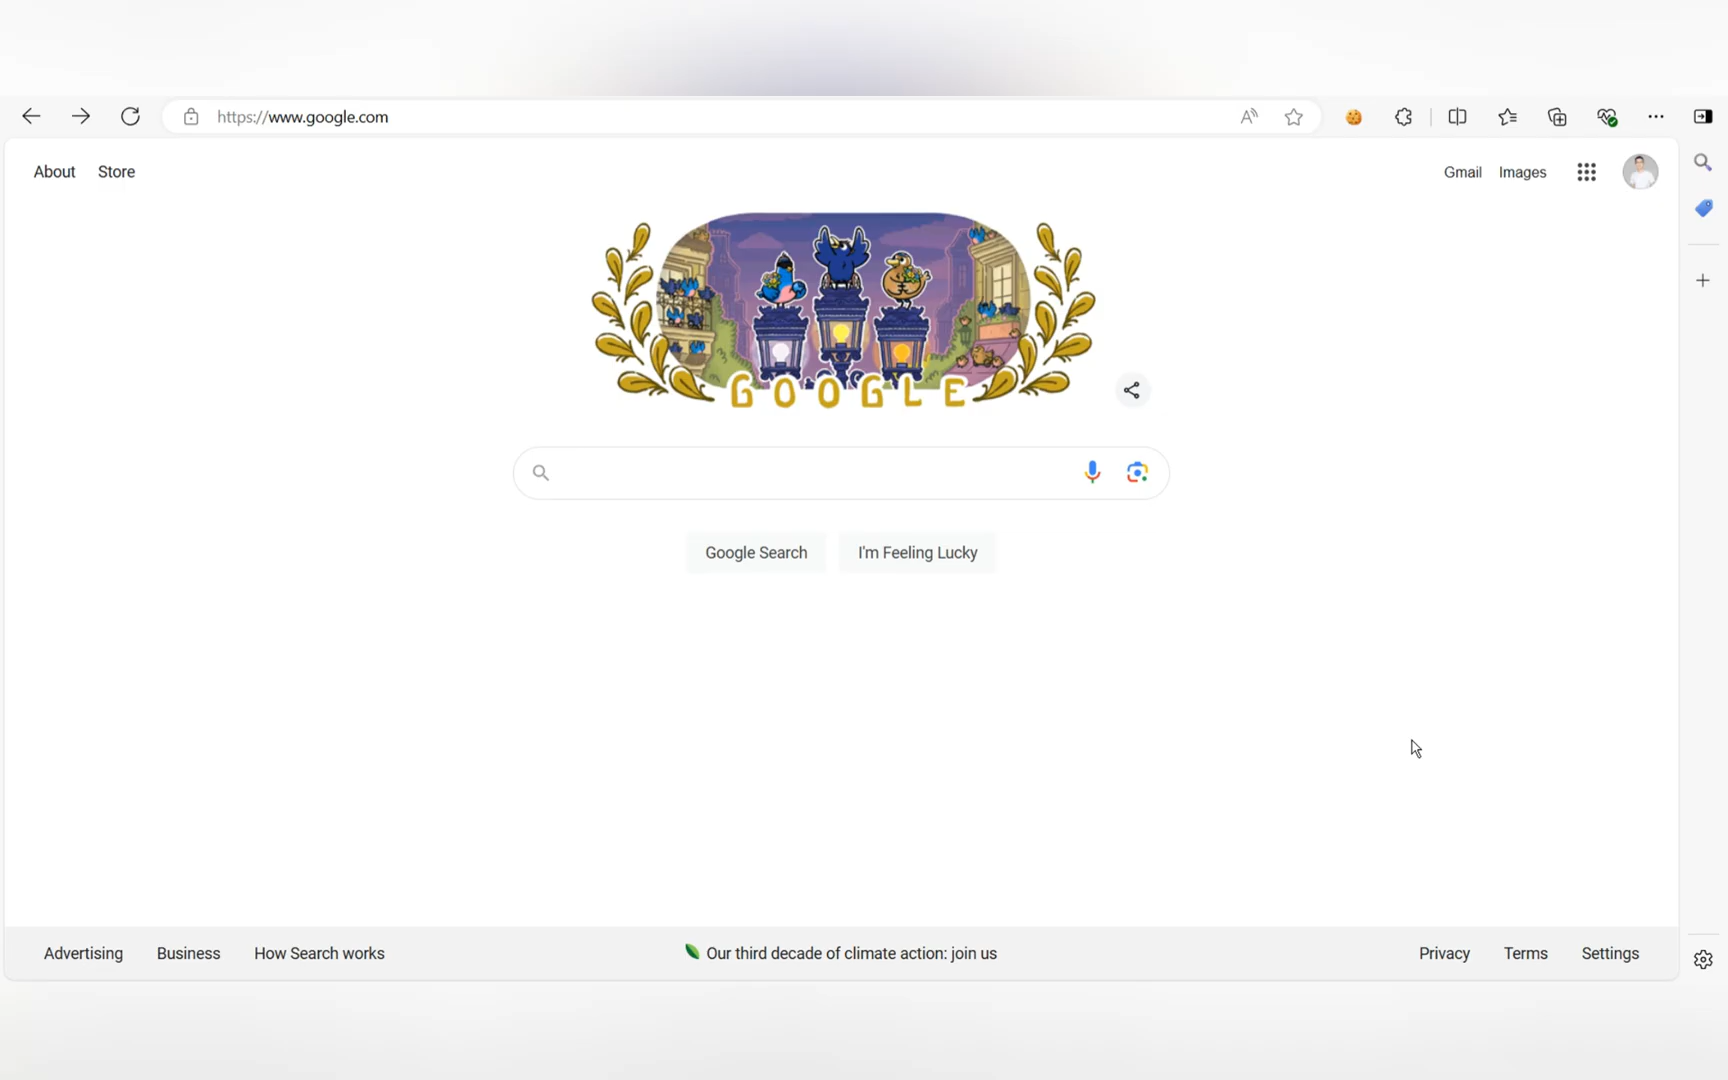 https://www.google.com
About Store
Gmail Images
GOOGLE
Google Search I'm Feeling Lucky
Advertising Business How Search works
Our third decade of climate action: join us
Privacy Terms Settings